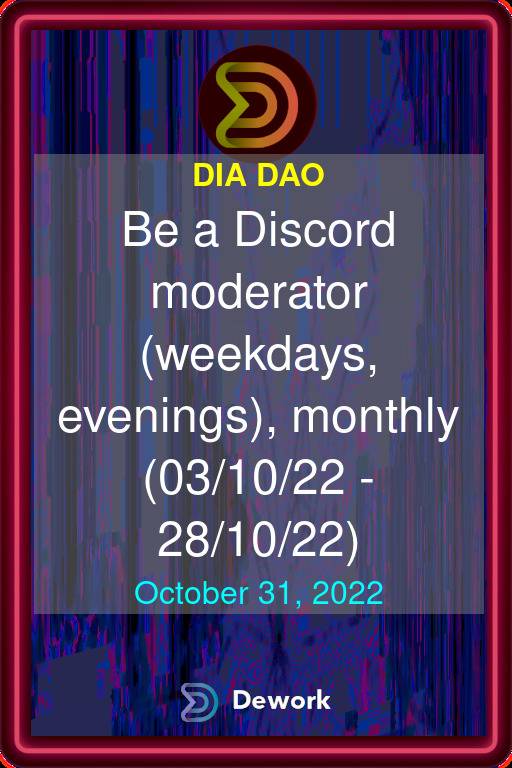 DIA DAO
Be a Discord
moderator
(weekdays,
evenings), monthly
(03/10/22 -
28/10/22)
October 31, 2022
Dework